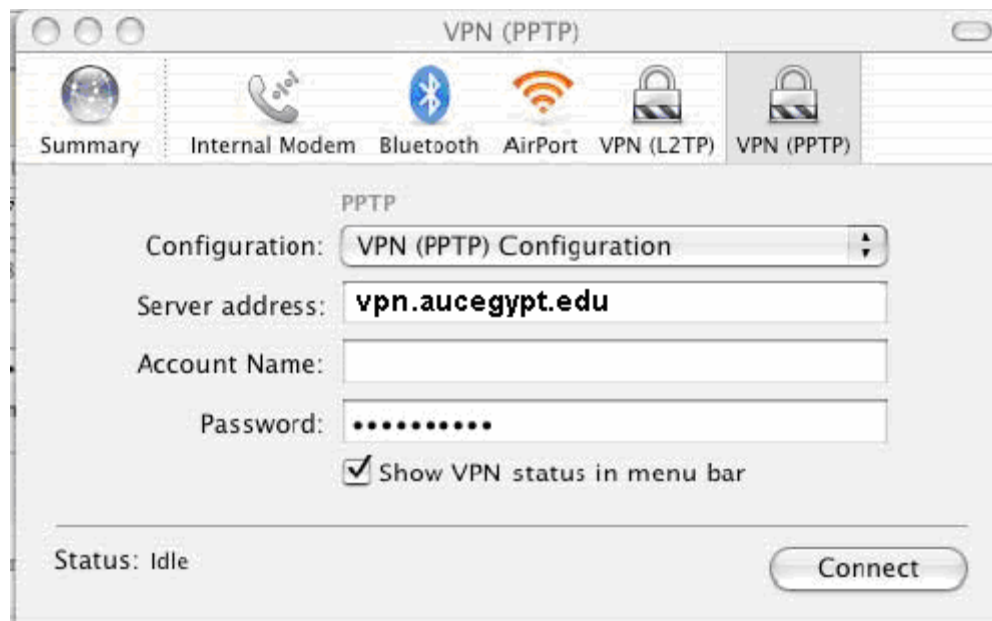 VPN (PPTP)
Summary Internal Modem Bluetooth AirPort VPN (L2TP) VPN (PPTP)
PPTP
Configuration: VPN (PPTP) Configuration
Server address: vpn.aucegypt.edu
Account Name:
Password: ••••••••••
Show VPN status in menu bar
Status: Idle Connect